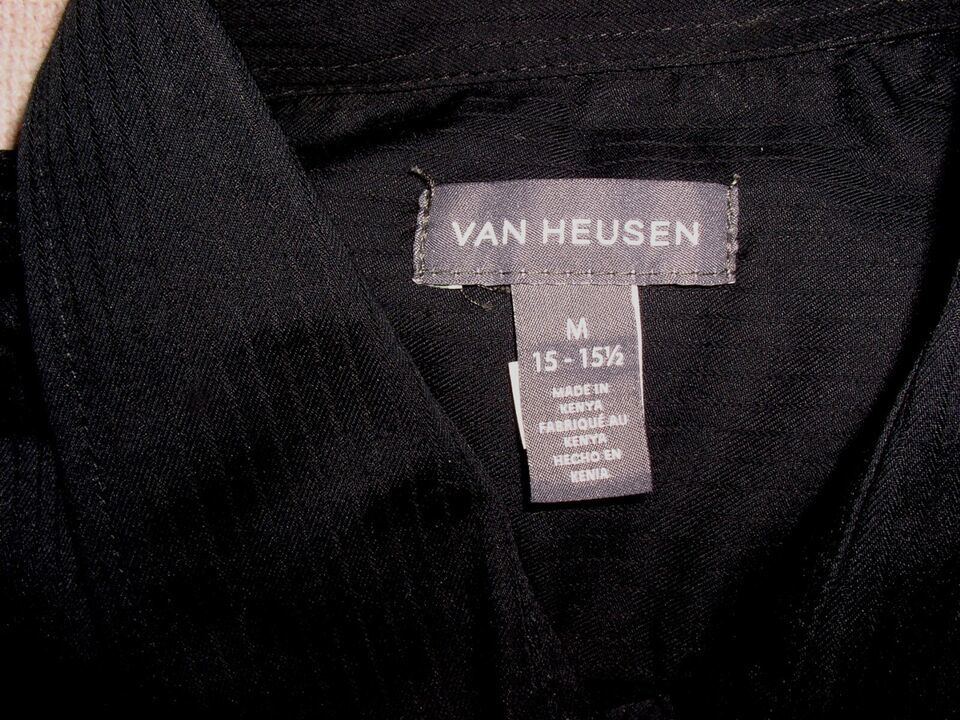 VAN HEUSEN
M
15 - 15½
MADE IN
KENYA
FABRIQUÉ AU
KENYA
HECHO EN
KENIA